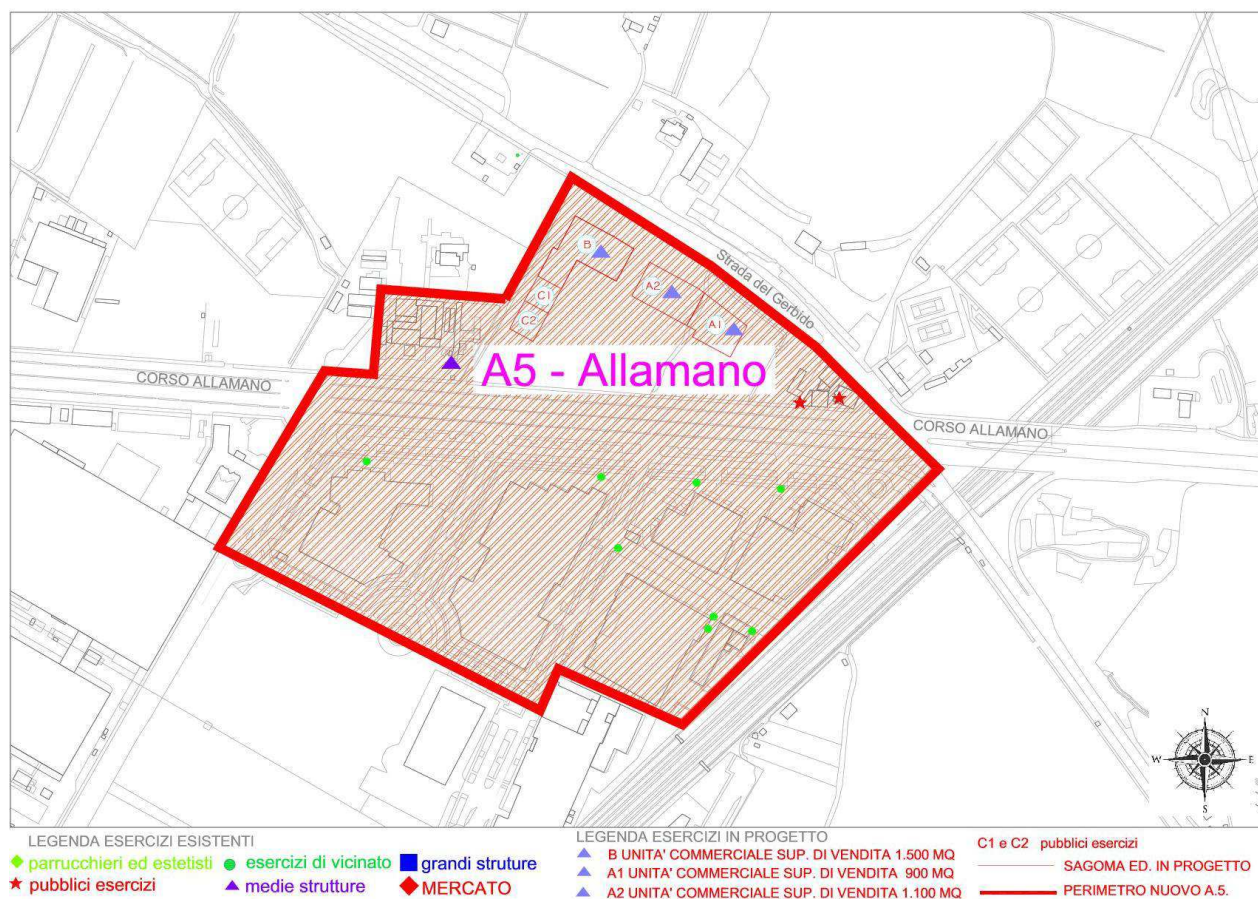 Strada del Gerbido
B
A2
C1
C2
A1
A5 - Allamano
CORSO ALLAMANO
CORSO ALLAMANO
N
W
E
S
LEGENDA ESERCIZI ESISTENTI
parrucchieri ed estetisti
esercizi di vicinato
grandi struture
pubblici esercizi
medie strutture
MERCATO
LEGENDA ESERCIZI IN PROGETTO
B UNITA' COMMERCIALE SUP. DI VENDITA 1.500 MQ
A1 UNITA' COMMERCIALE SUP. DI VENDITA 900 MQ
A2 UNITA' COMMERCIALE SUP. DI VENDITA 1.100 MQ
C1 e C2 pubblici esercizi
SAGOMA ED. IN PROGETTO
PERIMETRO NUOVO A.5.